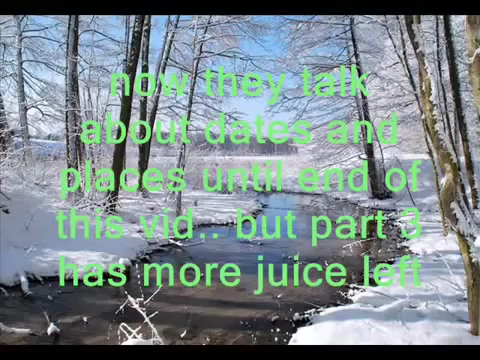 now they talk
about dates and
places until end of
this vid.. but part 3
has more juice left